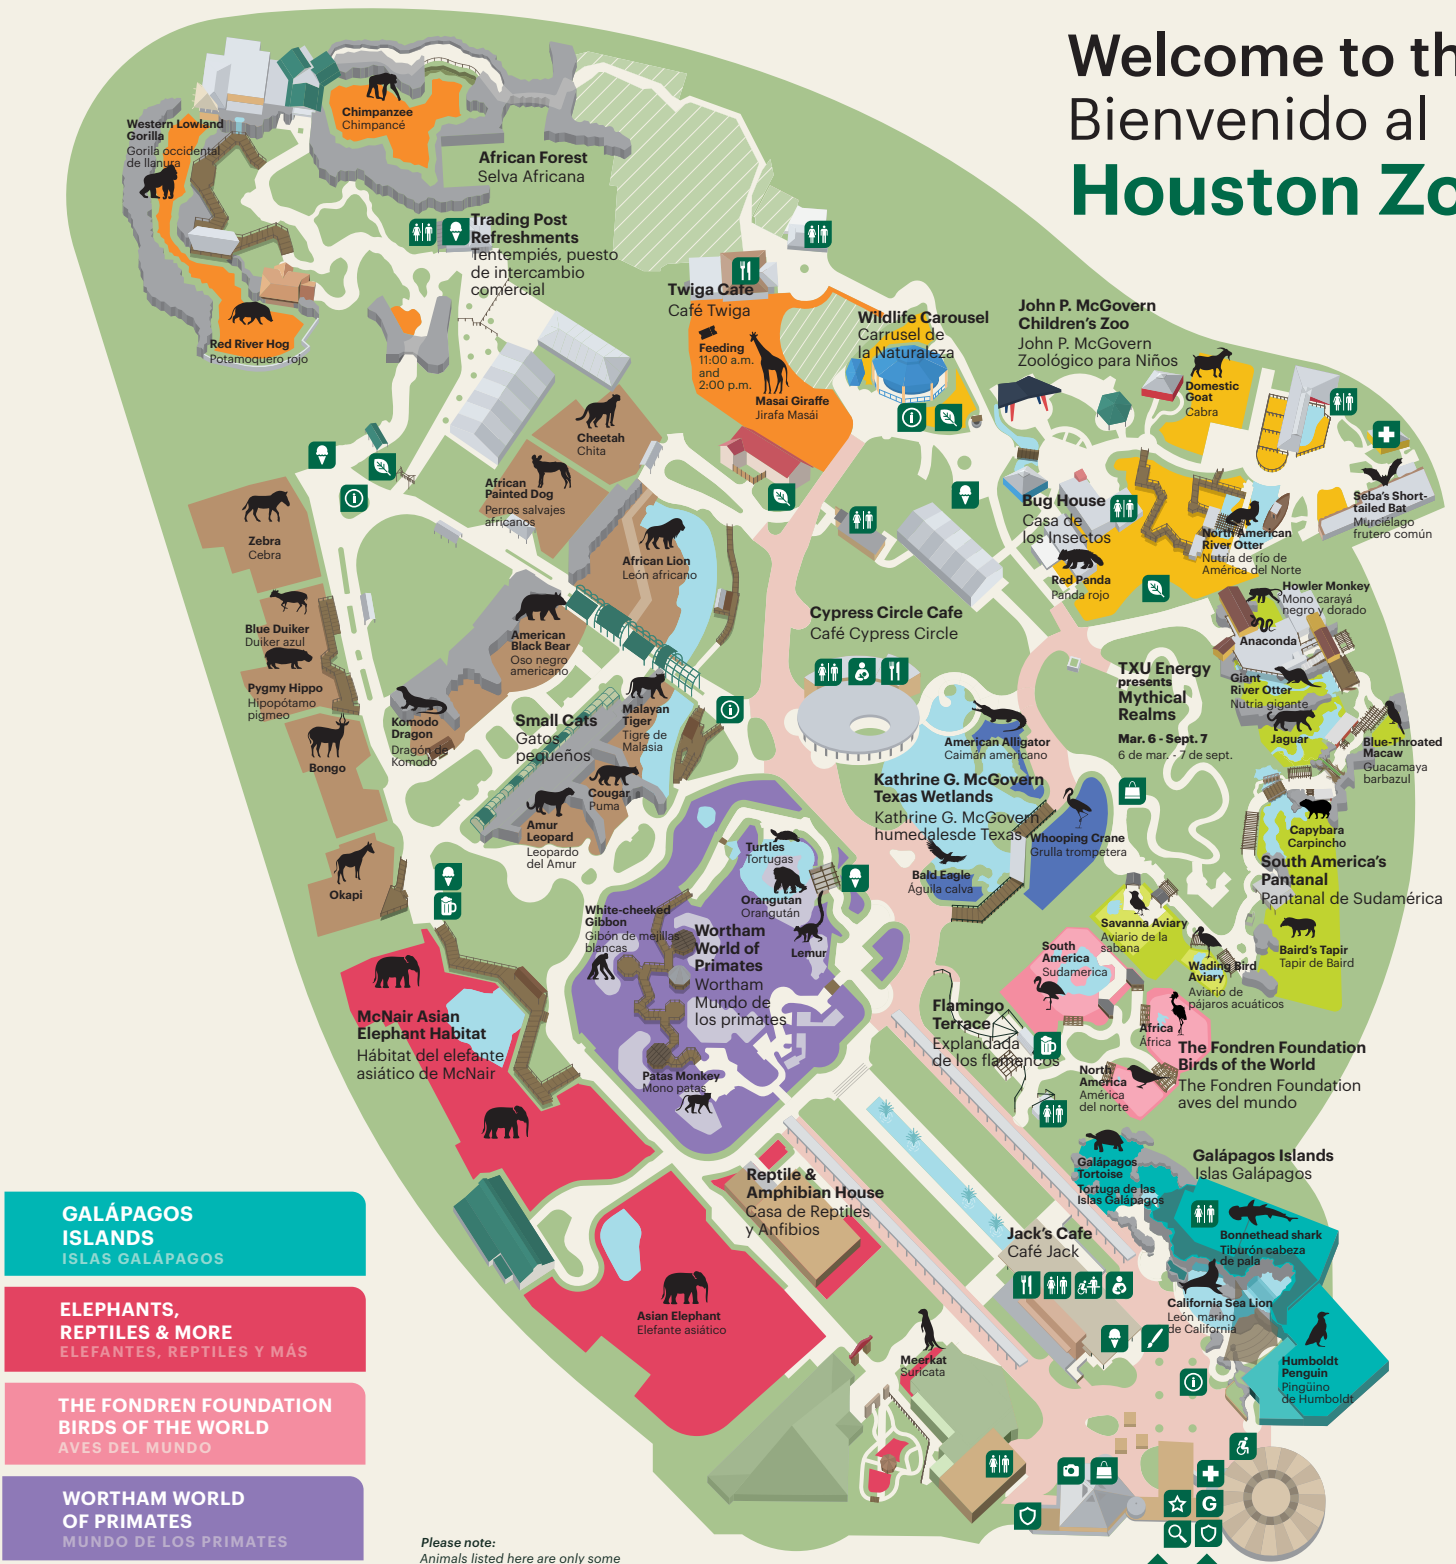 Welcome to th
Bienvenido al
Houston Zo
Western Lowland
Gorilla
Gorila occidental
de llanura
Chimpanzee
Chimpancé
African Forest
Selva Africana
Trading Post
Refreshments
Tentempiés, puesto
de intercambio
comercial
Red River Hog
Potamoquero rojo
Twiga Cafe
Café Twiga
Feeding
11:00 a.m.
and
2:00 p.m.
Masai Giraffe
Jirafa Masái
Wildlife Carousel
Carrusel de
la Naturaleza
John P. McGovern
Children's Zoo
John P. McGovern
Zoológico para Niños
Domestic
Goat
Cabra
Seba's Short-
tailed Bat
Murciélago
frutero común
Bug House
Casa de
los Insectos
North American
River Otter
Nutria de río de
América del Norte
Red Panda
Panda rojo
Cheetah
Chita
African
Painted Dog
Perros salvajes
africanos
African Lion
León africano
Zebra
Cebra
Blue Duiker
Duiker azul
Pygmy Hippo
Hipopótamo
pigmeo
Bongo
Okapi
American
Black Bear
Oso negro
americano
Komodo
Dragon
Dragón de
Komodo
Small Cats
Gatos
pequeños
Malayan
Tiger
Tigre de
Malasia
Cougar
Puma
Amur
Leopard
Leopardo
del Amur
Cypress Circle Cafe
Café Cypress Circle
American Alligator
Caimán americano
Kathrine G. McGovern
Texas Wetlands
Kathrine G. McGovern
humedalesde Texas
Whooping Crane
Grulla trompetera
Bald Eagle
Águila calva
TXU Energy
presents
Mythical
Realms
Mar. 6 - Sept. 7
6 de mar. - 7 de sept.
Howler Monkey
Mono carayá
negro y dorado
Anaconda
Giant
River Otter
Nutria gigante
Jaguar
Blue-Throated
Macaw
Guacamaya
barbazul
Capybara
Carpincho
South America's
Pantanal
Pantanal de Sudamérica
Baird's Tapir
Tapir de Baird
Turtles
Tortugas
Orangutan
Orangután
White-cheeked
Gibbon
Gibón de mejillas
blancas
Wortham
World of
Primates
Wortham
Mundo de
los primates
Lemur
Patas Monkey
Mono patas
McNair Asian
Elephant Habitat
Hábitat del elefante
asiático de McNair
Savanna Aviary
Aviario de la
sabana
South
America
Sudamerica
Wading Bird
Aviary
Aviario de
pájaros acuáticos
Flamingo
Terrace
Explandada
de los flamencos
Africa
África
North
America
América
del norte
The Fondren Foundation
Birds of the World
The Fondren Foundation
aves del mundo
Reptile &
Amphibian House
Casa de Reptiles
y Anfibios
Galápagos Islands
Islas Galápagos
Galápagos
Tortoise
Tortuga de las
Islas Galápagos
Bonnethead shark
Tiburón cabeza
de pala
California Sea Lion
León marino
de California
Humboldt
Penguin
Pingüino
de Humboldt
Jack's Cafe
Café Jack
Asian Elephant
Elefante asiático
Meerkat
Suricata
G
GALÁPAGOS
ISLANDS
ISLAS GALÁPAGOS
ELEPHANTS,
REPTILES & MORE
ELEFANTES, REPTILES Y MÁS
THE FONDREN FOUNDATION
BIRDS OF THE WORLD
AVES DEL MUNDO
WORTHAM WORLD
OF PRIMATES
MUNDO DE LOS PRIMATES
Please note:
Animals listed here are only some